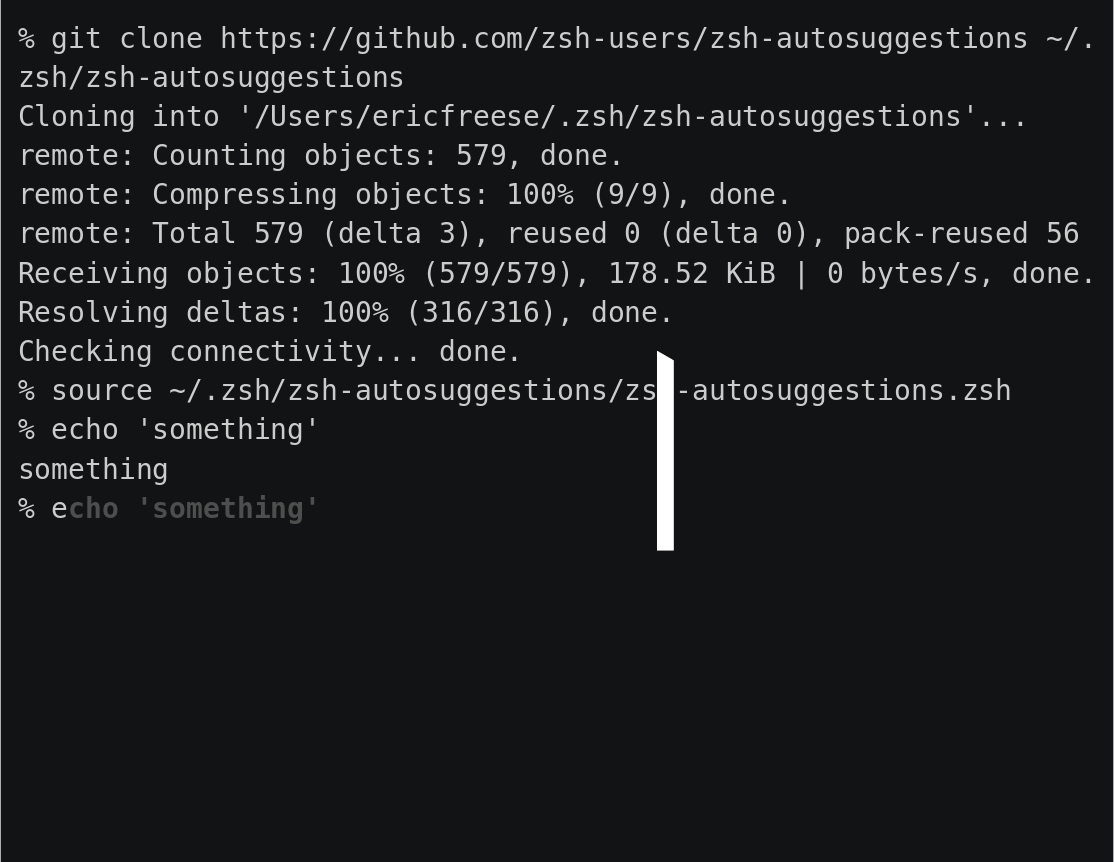 % git clone https://github.com/zsh-users/zsh-autosuggestions ~/.
zsh/zsh-autosuggestions
Cloning into '/Users/ericfreese/.zsh/zsh-autosuggestions'...
remote: Counting objects: 579, done.
remote: Compressing objects: 100% (9/9), done.
remote: Total 579 (delta 3), reused 0 (delta 0), pack-reused 56
Receiving objects: 100% (579/579), 178.52 KiB | 0 bytes/s, done.
Resolving deltas: 100% (316/316), done.
Checking connectivity... done.
% source ~/.zsh/zsh-autosuggestions/zsh-autosuggestions.zsh
% echo 'something'
something
% echo 'something'